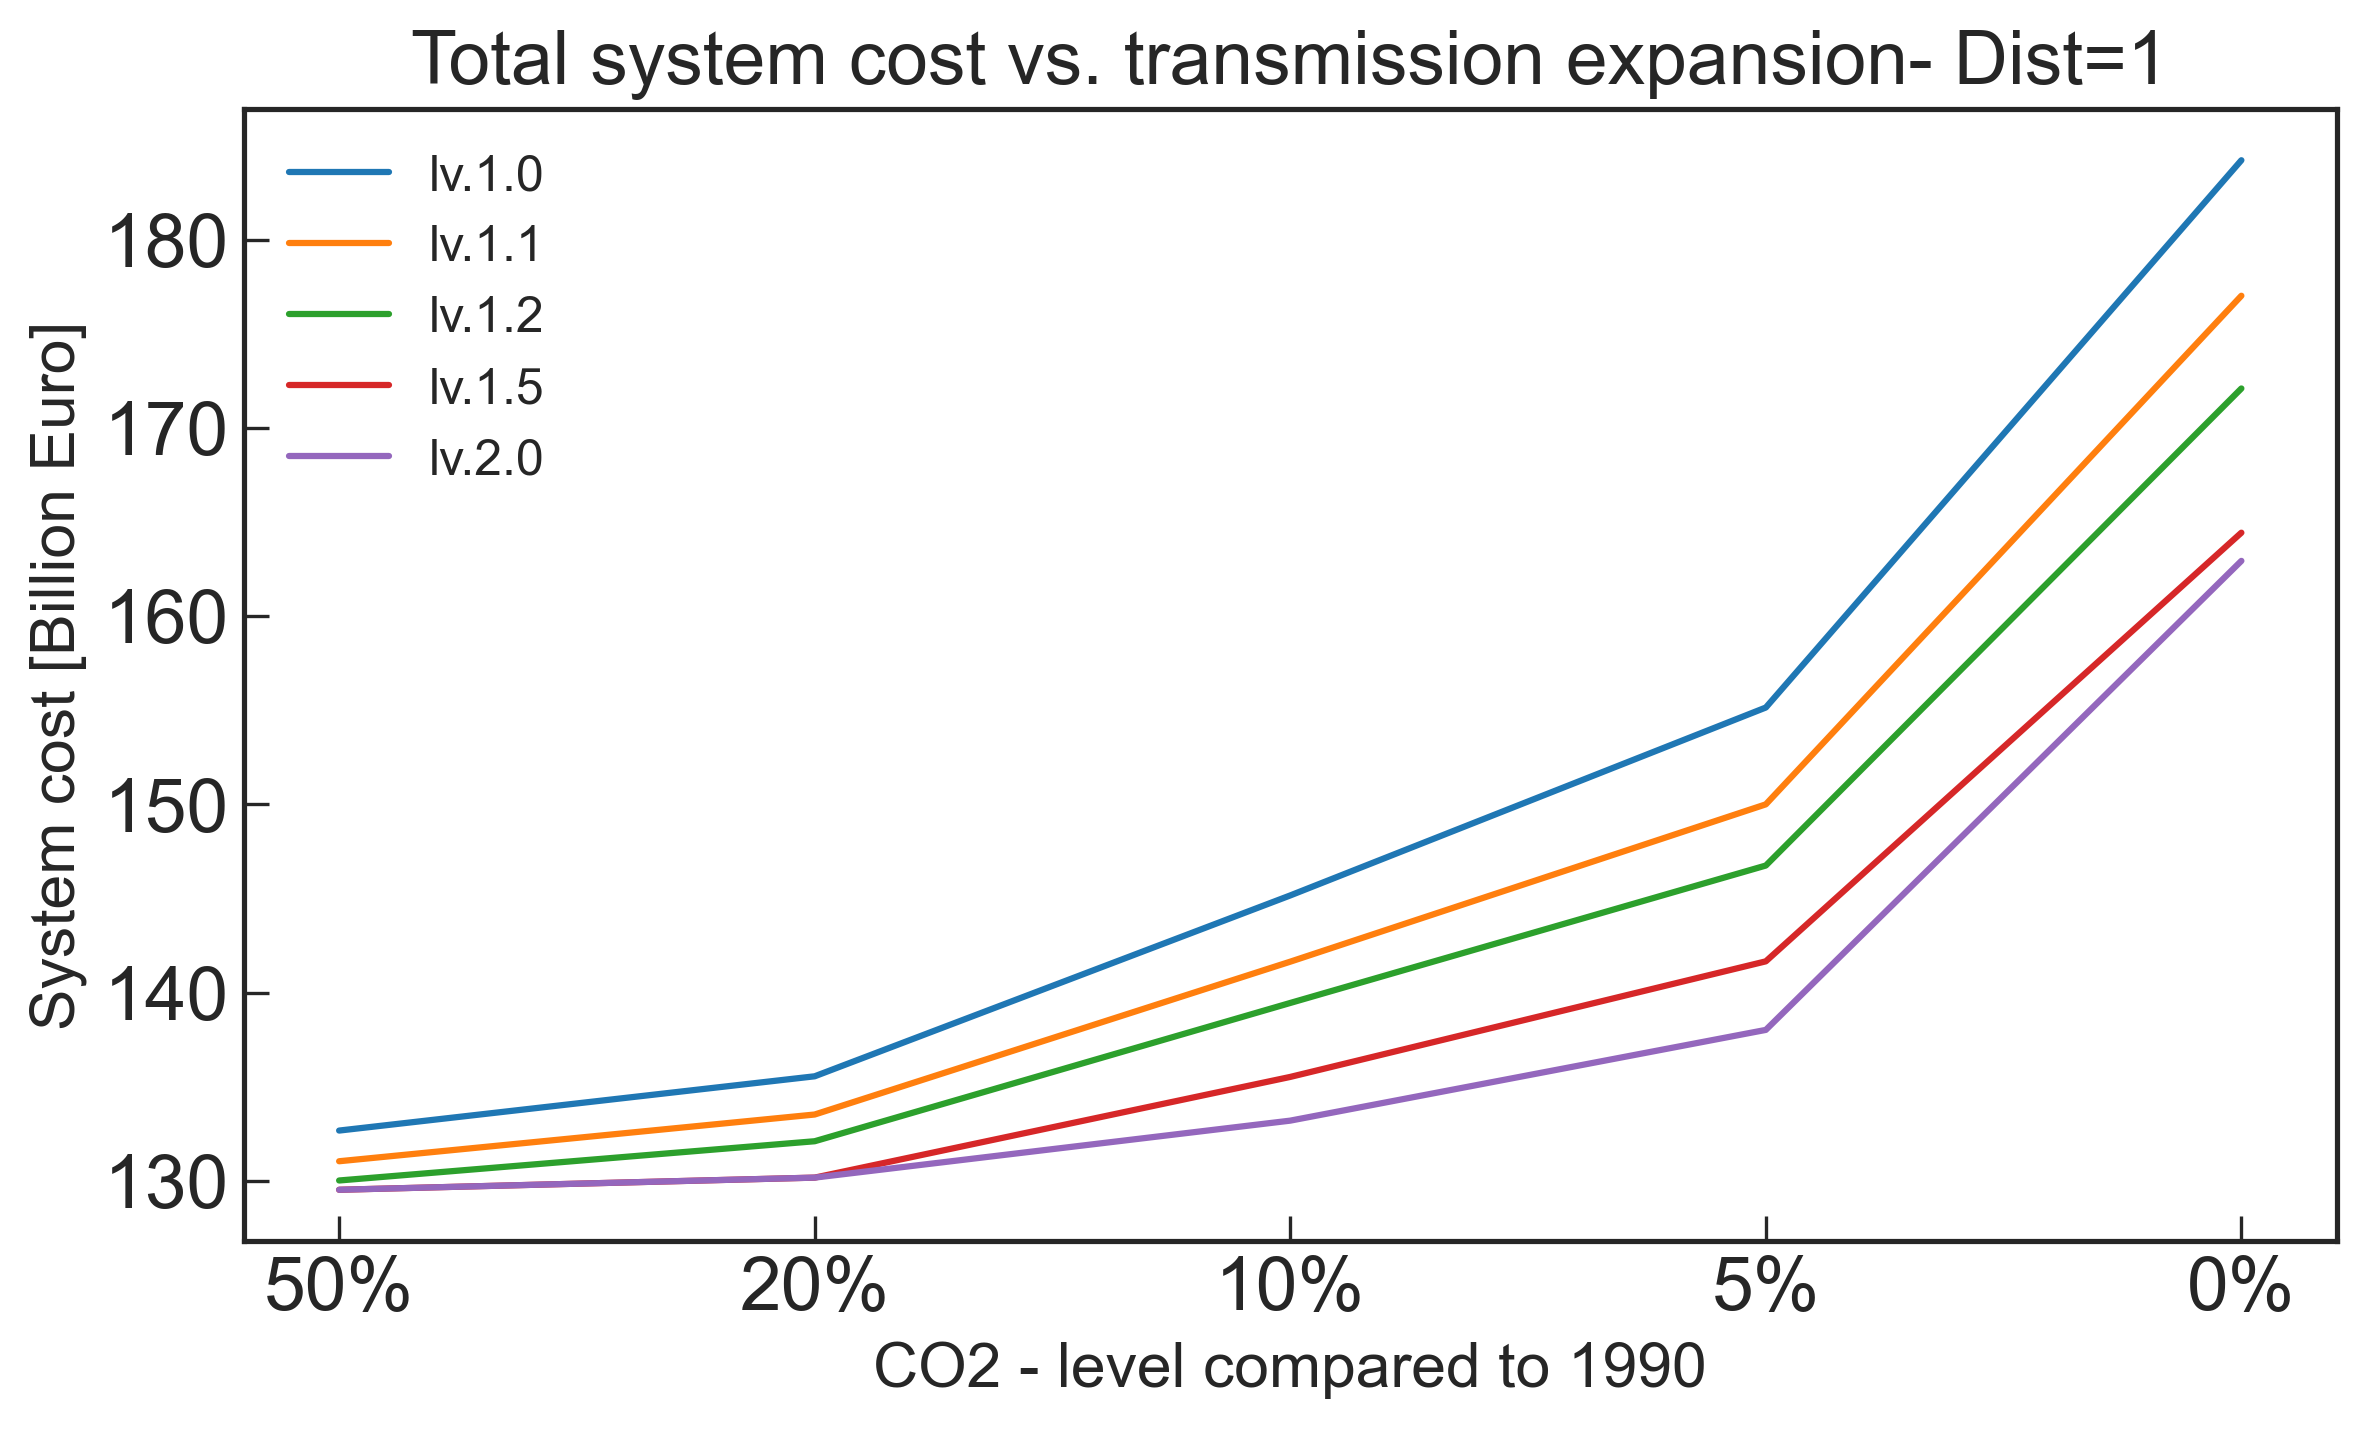 Total system cost vs. transmission expansion- Dist=1
lv.1.0
lv.1.1
lv.1.2
lv.1.5
lv.2.0
System cost [Billion Euro]
180
170
160
150
140
130
50% 20% 10% 5% 0%
CO2 - level compared to 1990